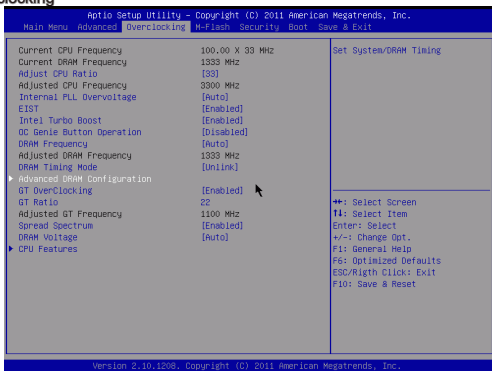 clocking
Aptio Setup Utility – Copyright (C) 2011 American Megatrends, Inc.
Main Menu Advanced Overclocking M-Flash Security Boot Save & Exit
Current CPU Frequency 100.00 X 33 MHz Set System/DRAM Timing
Current DRAM Frequency 1333 MHz
Adjust CPU Ratio [33]
Adjusted CPU Frequency 3300 MHz
Internal PLL Overvoltage [Auto]
EIST [Enabled]
Intel Turbo Boost [Enabled]
OC Genie Button Operation [Disabled]
DRAM Frequency [Auto]
Adjusted DRAM Frequency 1333 MHz
DRAM Timing Mode [Unlink]
Advanced DRAM Configuration
GT OverClocking [Enabled]
GT Ratio 22
Adjusted GT Frequency 1100 MHz
Spread Spectrum [Enabled]
DRAM Voltage [Auto]
CPU Features
→←: Select Screen
↑↓: Select Item
Enter: Select
+/-: Change Opt.
F1: General Help
F6: Optimized Defaults
ESC/Rigth Click: Exit
F10: Save & Reset
Version 2.10.1208. Copyright (C) 2011 American Megatrends, Inc.